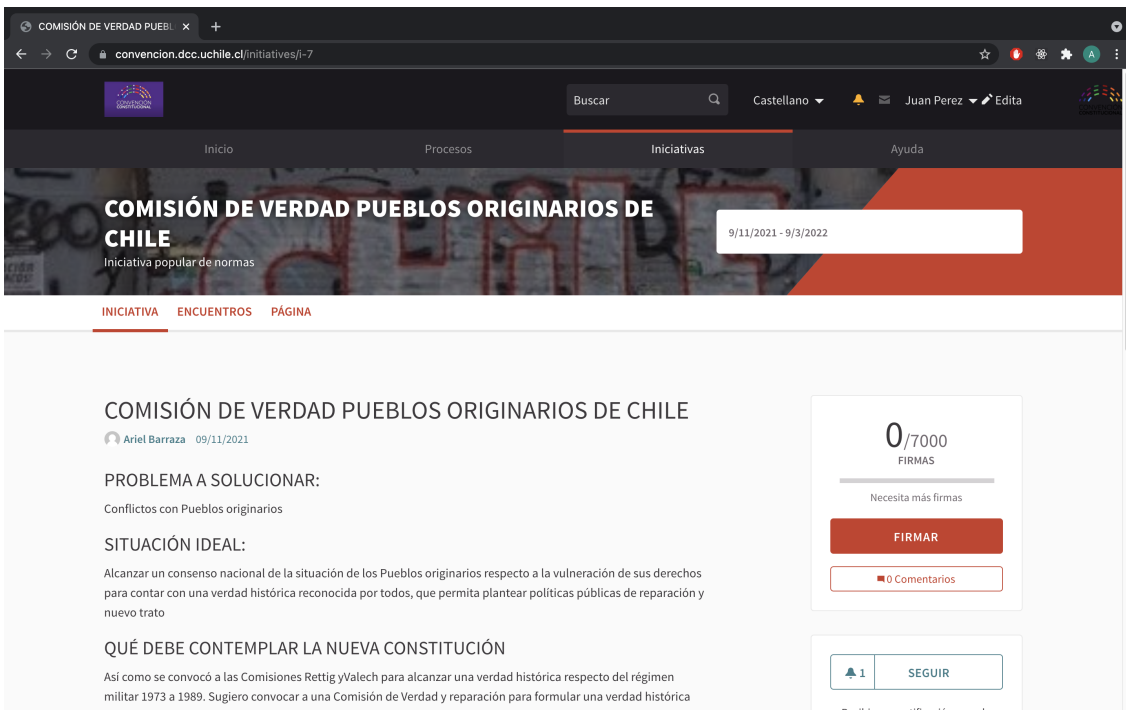 COMISIÓN DE VERDAD PUEBL
convencion.dcc.uchile.cl/initiatives/i-7
A
CONVENCIÓN
CONSTITUCIONAL
Buscar
Castellano
Juan Perez
Edita
Inicio
Procesos
Iniciativas
Ayuda
COMISIÓN DE VERDAD PUEBLOS ORIGINARIOS DE
CHILE
Iniciativa popular de normas
9/11/2021 - 9/3/2022
INICIATIVA ENCUENTROS PÁGINA
COMISIÓN DE VERDAD PUEBLOS ORIGINARIOS DE CHILE
Ariel Barraza 09/11/2021
PROBLEMA A SOLUCIONAR:
Conflictos con Pueblos originarios
SITUACIÓN IDEAL:
Alcanzar un consenso nacional de la situación de los Pueblos originarios respecto a la vulneración de sus derechos
para contar con una verdad histórica reconocida por todos, que permita plantear políticas públicas de reparación y
nuevo trato
QUÉ DEBE CONTEMPLAR LA NUEVA CONSTITUCIÓN
Así como se convocó a las Comisiones Rettig yValech para alcanzar una verdad histórica respecto del régimen
militar 1973 a 1989. Sugiero convocar a una Comisión de Verdad y reparación para formular una verdad histórica
0/7000
FIRMAS
Necesita más firmas
FIRMAR
0 Comentarios
1 SEGUIR